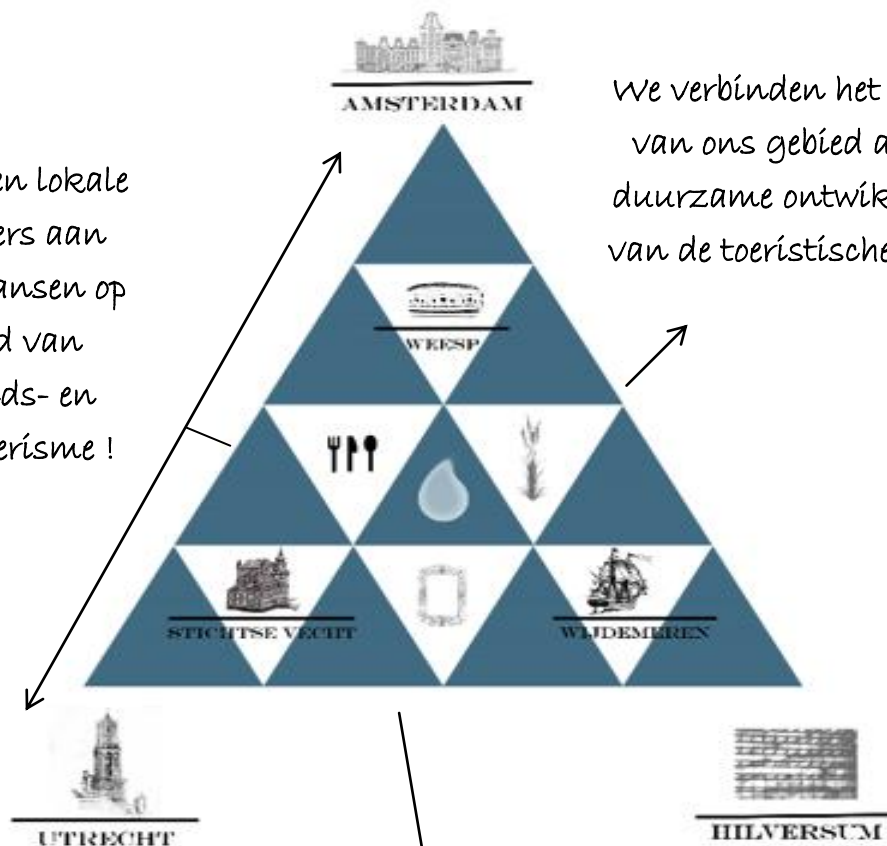 AMSTERDAM
We verbinden het
van ons gebied a
duurzame ontwik
van de toeristische
en lokale
ers aan
ansen op
d van
ds- en
erisme !
WEESP
STICHTSE VECHT
WIJDEMEREN
UTRECHT
HILVERSUM